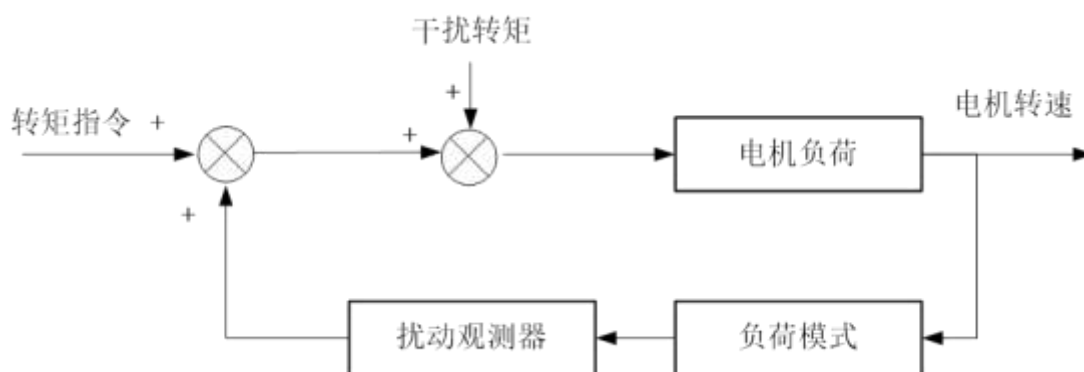 干扰转矩
+
转矩指令 +
+
电机转速
电机负荷
+
扰动观测器
负荷模式